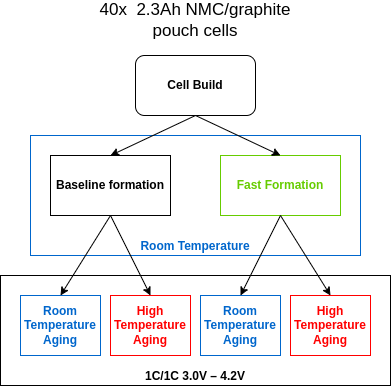 40x  2.3Ah NMC/graphite
pouch cells
Cell Build
Baseline formation
Fast Formation
Room Temperature
Room
Temperature
Aging
High
Temperature
Aging
Room
Temperature
Aging
High
Temperature
Aging
1C/1C 3.0V – 4.2V